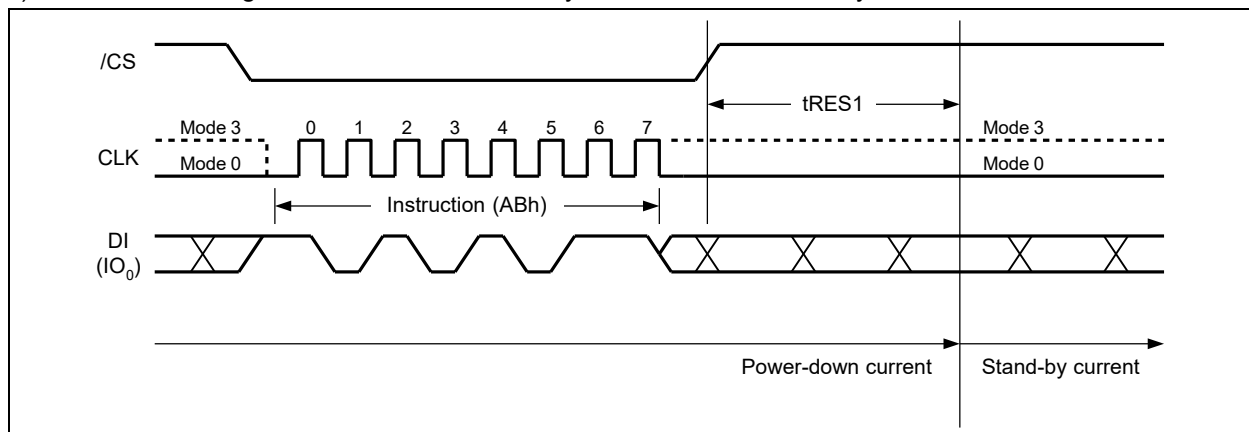 /CS
tRES1
Mode 3 0 1 2 3 4 5 6 7 Mode 3
CLK
Mode 0 Mode 0
Instruction (ABh)
DI
(IO₀)
Power-down current Stand-by current